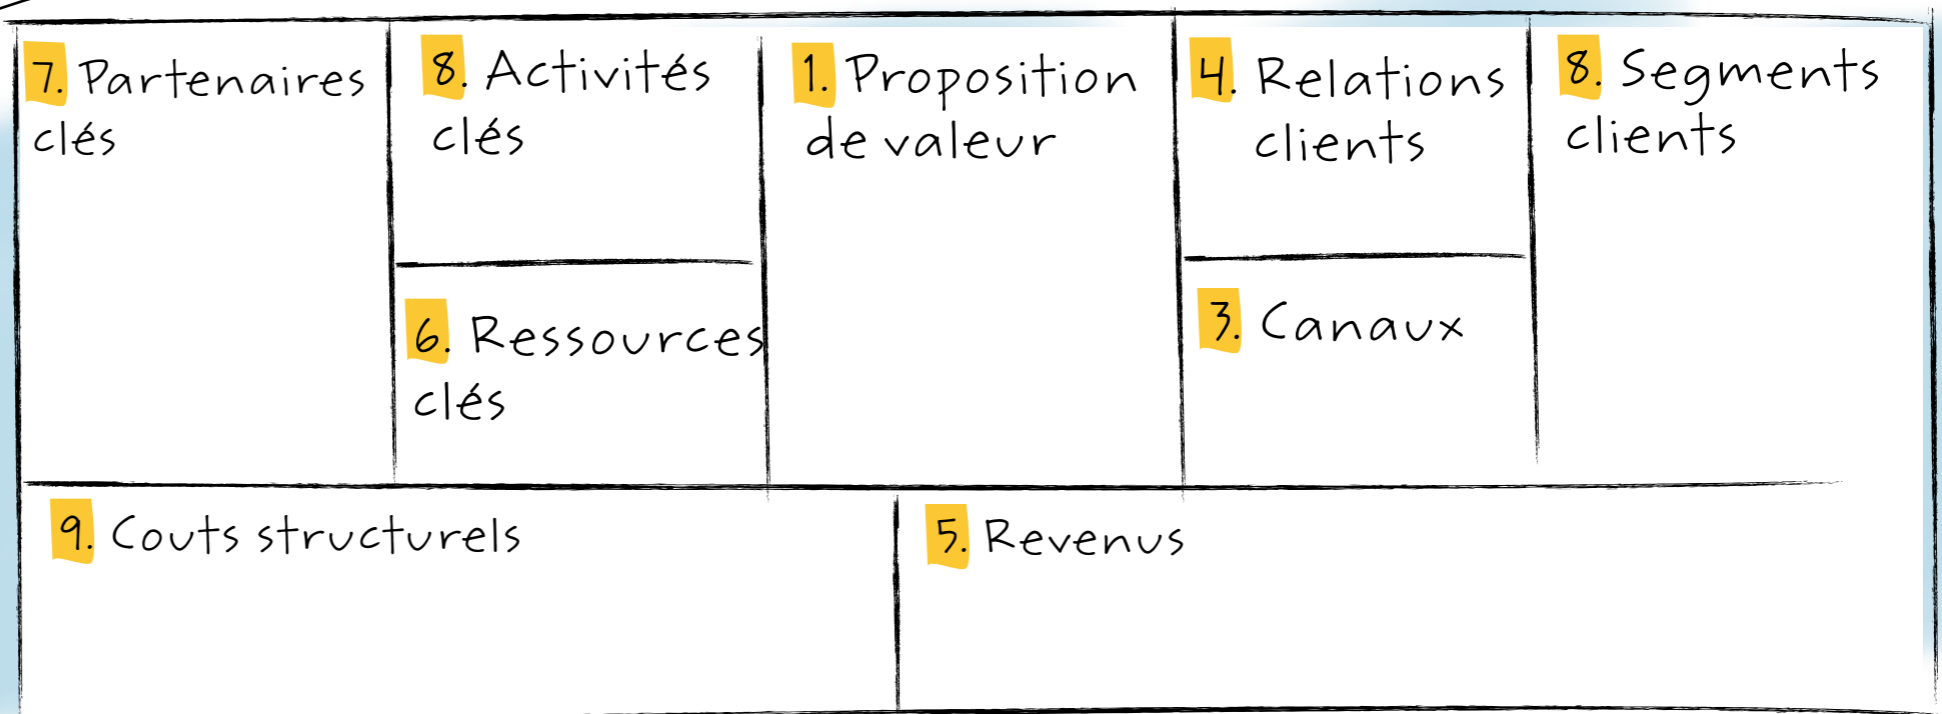 7. Partenaires
clés
8. Activités
clés
6. Ressources
clés
1. Proposition
de valeur
4. Relations
clients
3. Canaux
8. Segments
clients
9. Couts structurels
5. Revenus